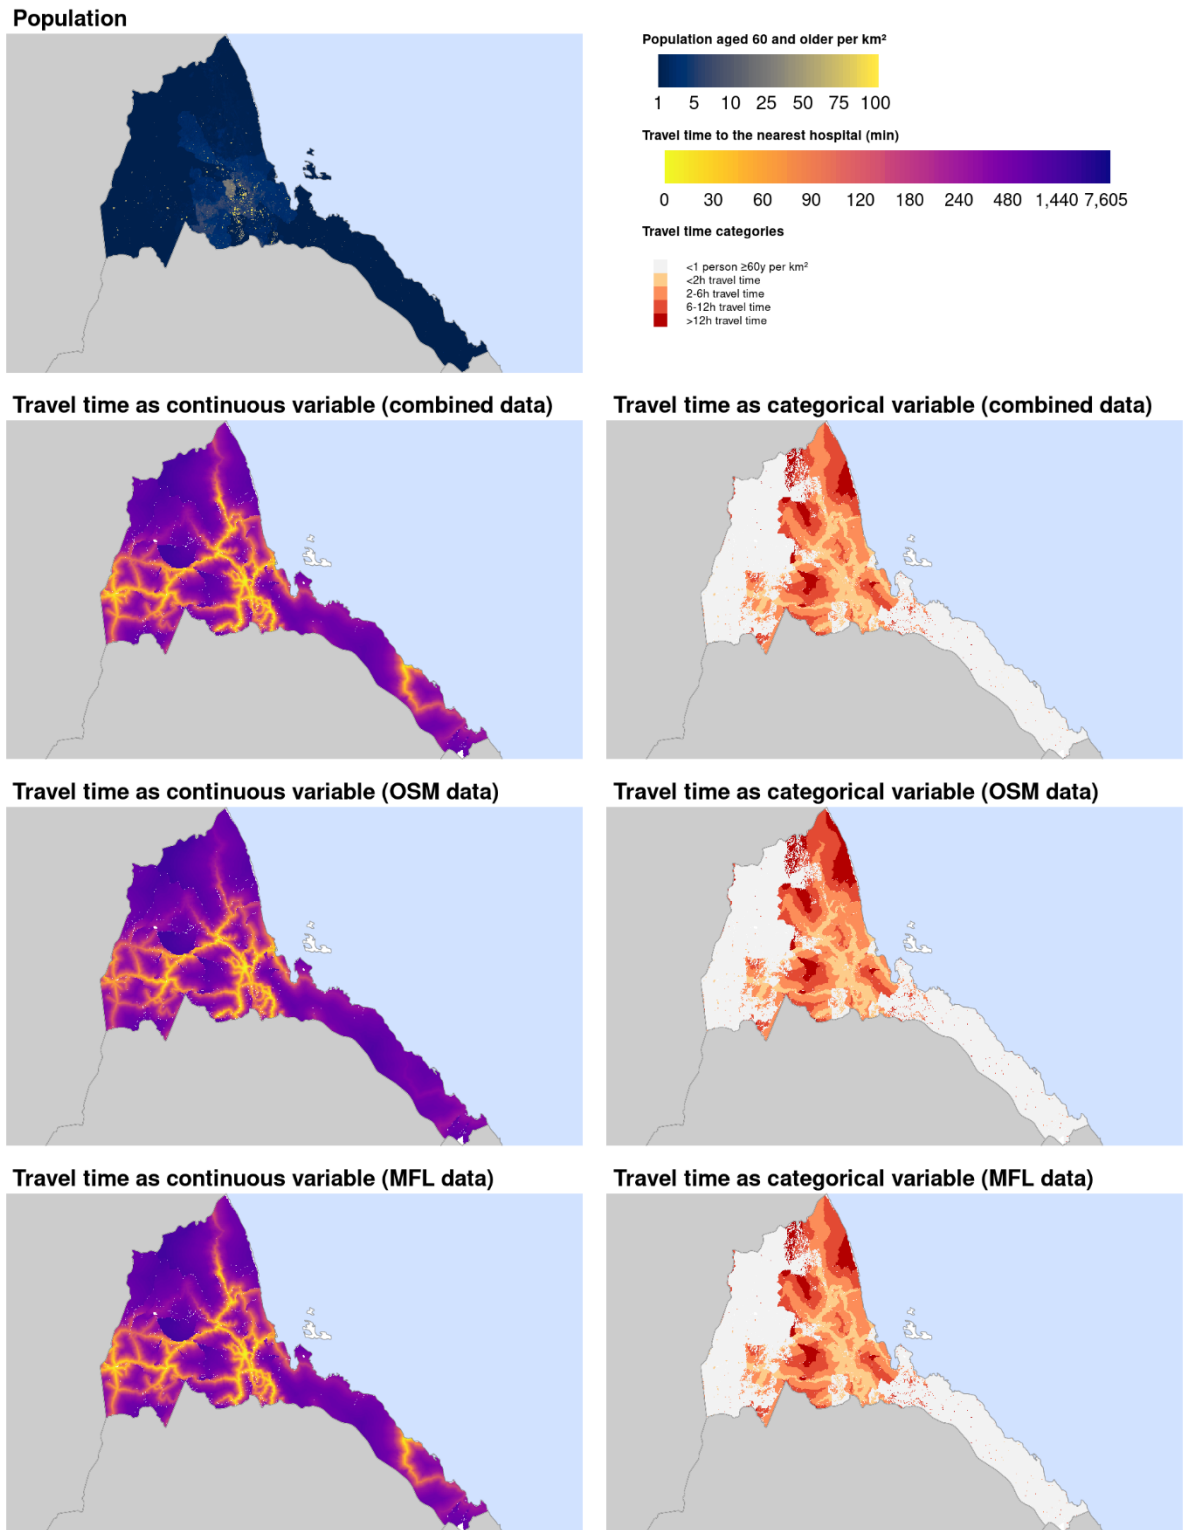 Population
Population aged 60 and older per km²
1 5 10 25 50 75 100
Travel time to the nearest hospital (min)
0 30 60 90 120 180 240 480 1,440 7,605
Travel time categories
<1 person ≥60y per km²
<2h travel time
2-6h travel time
6-12h travel time
>12h travel time
Travel time as continuous variable (combined data)
Travel time as categorical variable (combined data)
Travel time as continuous variable (OSM data)
Travel time as categorical variable (OSM data)
Travel time as continuous variable (MFL data)
Travel time as categorical variable (MFL data)